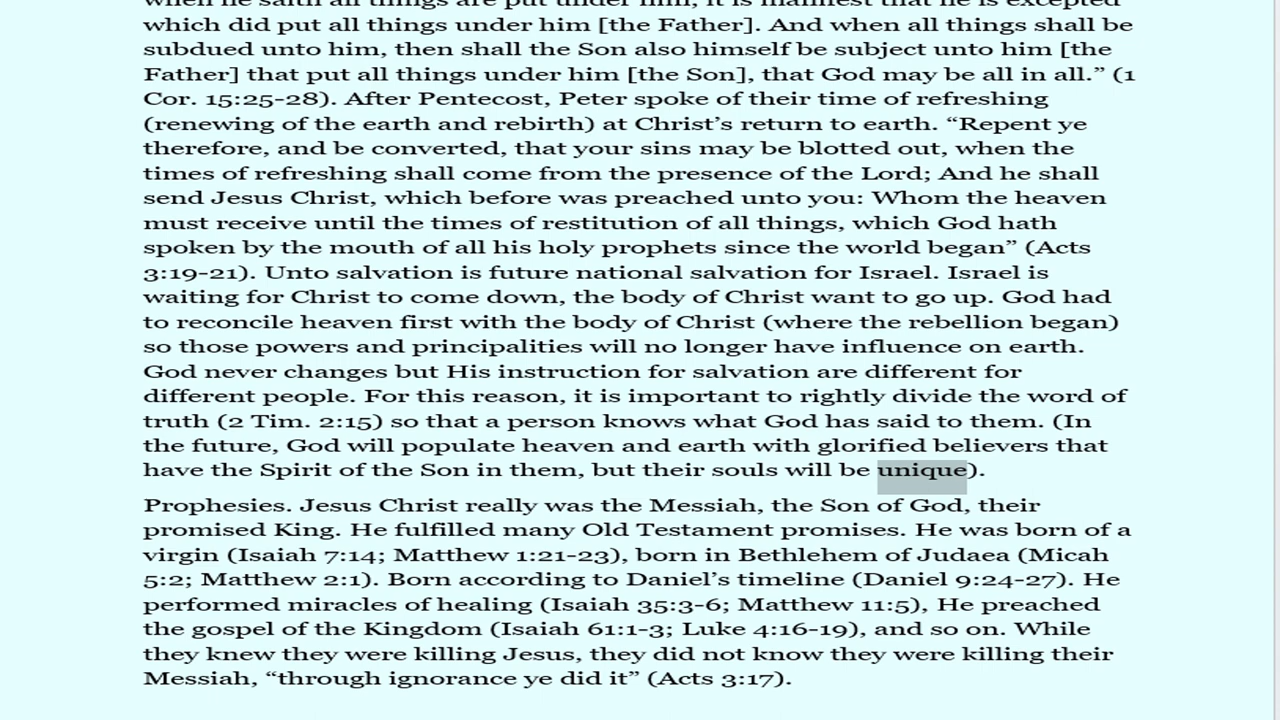 when he saith all things are put under him, it is manifest that he is excepted
which did put all things under him [the Father]. And when all things shall be
subdued unto him, then shall the Son also himself be subject unto him [the
Father] that put all things under him [the Son], that God may be all in all.” (1
Cor. 15:25-28). After Pentecost, Peter spoke of their time of refreshing
(renewing of the earth and rebirth) at Christ’s return to earth. “Repent ye
therefore, and be converted, that your sins may be blotted out, when the
times of refreshing shall come from the presence of the Lord; And he shall
send Jesus Christ, which before was preached unto you: Whom the heaven
must receive until the times of restitution of all things, which God hath
spoken by the mouth of all his holy prophets since the world began” (Acts
3:19-21). Unto salvation is future national salvation for Israel. Israel is
waiting for Christ to come down, the body of Christ want to go up. God had
to reconcile heaven first with the body of Christ (where the rebellion began)
so those powers and principalities will no longer have influence on earth.
God never changes but His instruction for salvation are different for
different people. For this reason, it is important to rightly divide the word of
truth (2 Tim. 2:15) so that a person knows what God has said to them. (In
the future, God will populate heaven and earth with glorified believers that
have the Spirit of the Son in them, but their souls will be unique).
Prophesies. Jesus Christ really was the Messiah, the Son of God, their
promised King. He fulfilled many Old Testament promises. He was born of a
virgin (Isaiah 7:14; Matthew 1:21-23), born in Bethlehem of Judaea (Micah
5:2; Matthew 2:1). Born according to Daniel’s timeline (Daniel 9:24-27). He
performed miracles of healing (Isaiah 35:3-6; Matthew 11:5), He preached
the gospel of the Kingdom (Isaiah 61:1-3; Luke 4:16-19), and so on. While
they knew they were killing Jesus, they did not know they were killing their
Messiah, “through ignorance ye did it” (Acts 3:17).